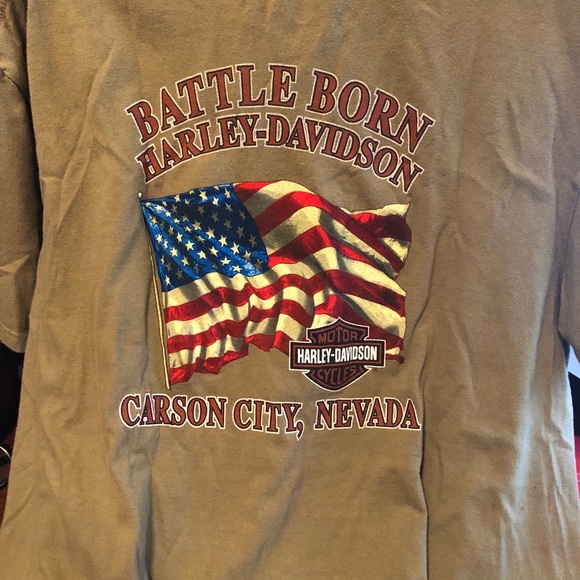 BATTLE BORN
HARLEY-DAVIDSON
MOTOR
HARLEY-DAVIDSON
CYCLES
CARSON CITY, NEVADA